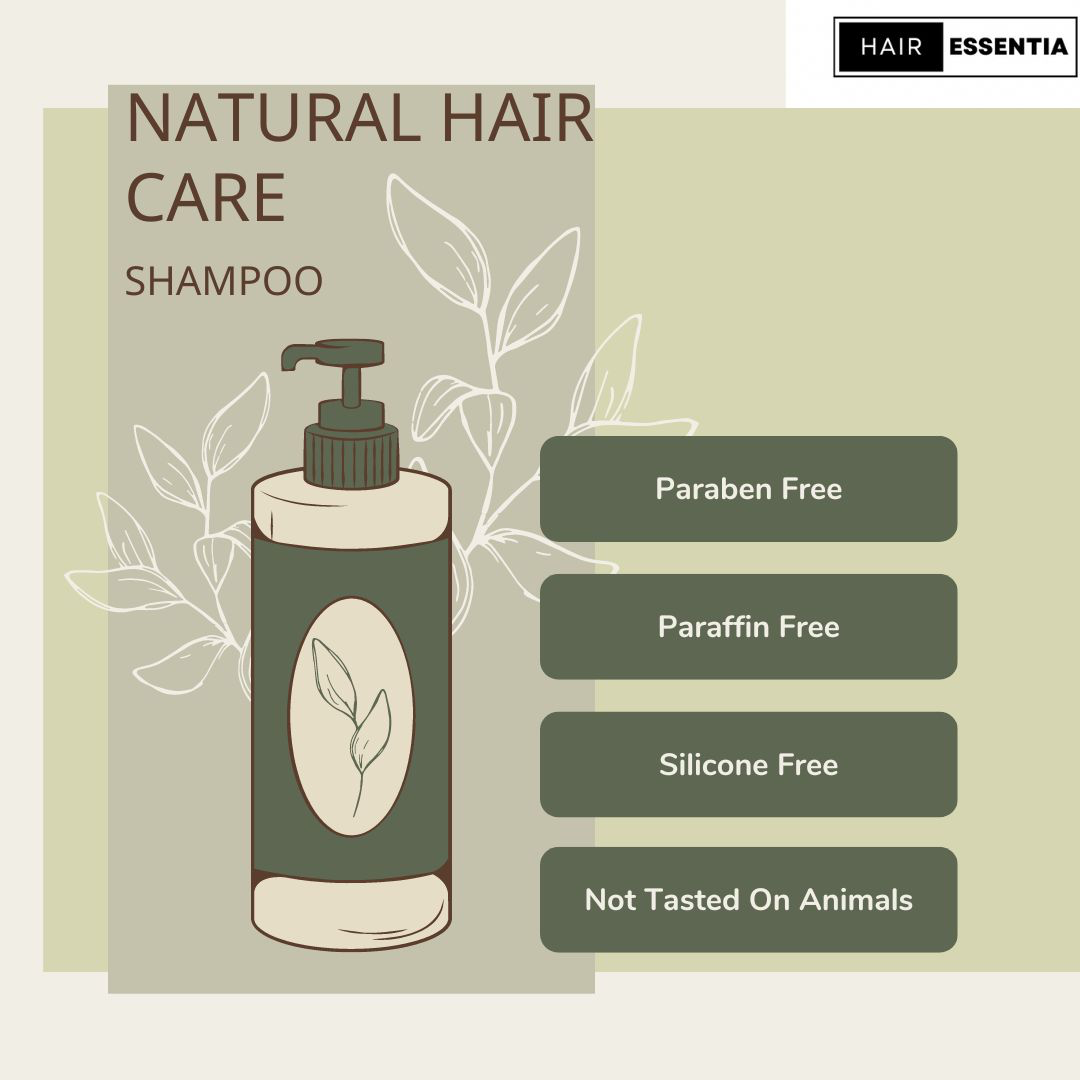 HAIR ESSENTIA
NATURAL HAIR
CARE
SHAMPOO
Paraben Free
Paraffin Free
Silicone Free
Not Tasted On Animals